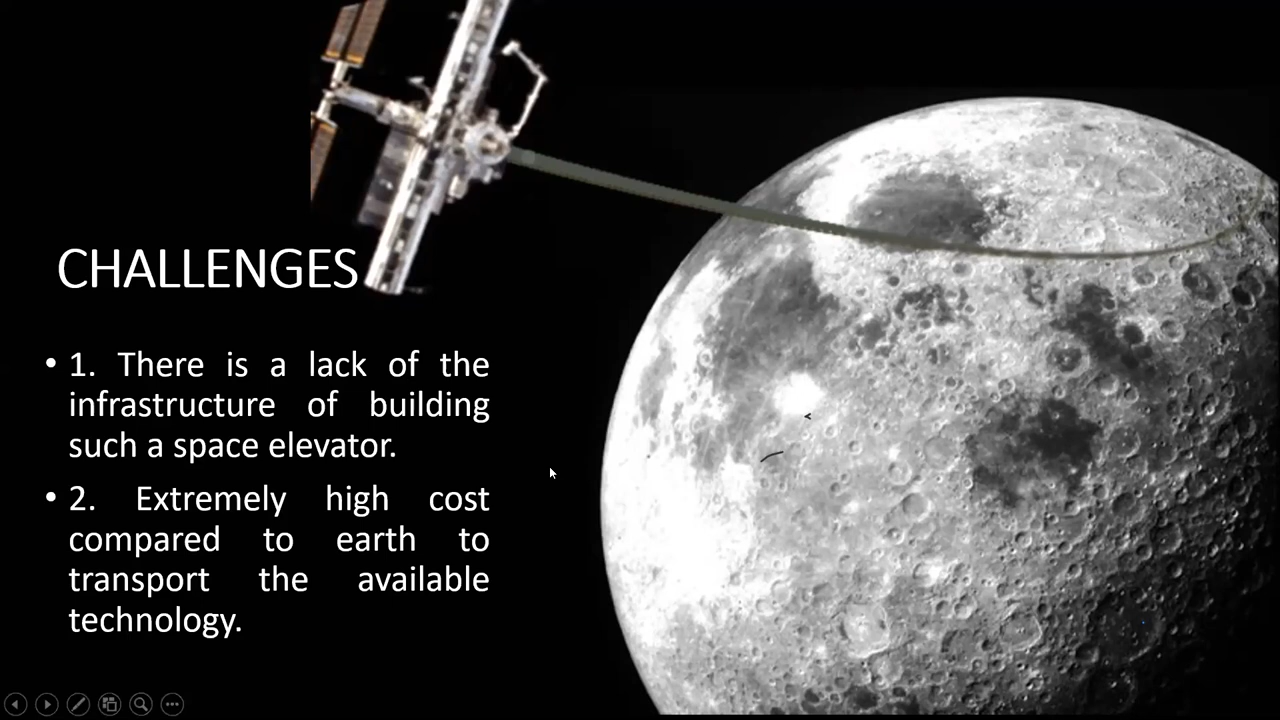 CHALLENGES
• 1. There is a lack of the
infrastructure of building
such a space elevator.
• 2. Extremely high cost
compared to earth to
transport the available
technology.